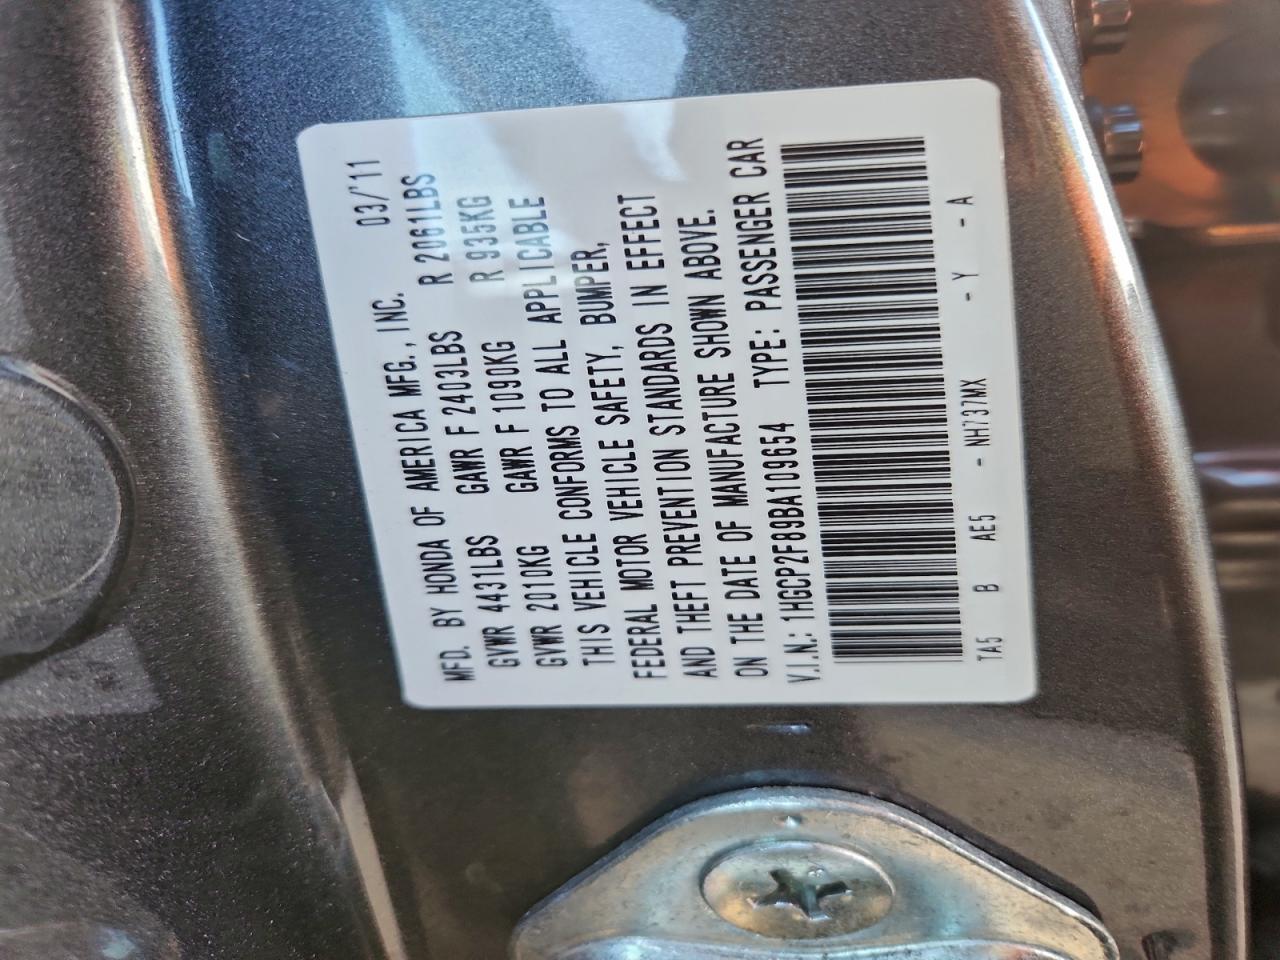 MFD. BY HONDA OF AMERICA MFG., INC. 03/'11
GVWR 4431LBS GAWR F 2403LBS R 2061LBS
GVWR 2010KG GAWR F 1090KG R 935KG
THIS VEHICLE CONFORMS TO ALL APPLICABLE
FEDERAL MOTOR VEHICLE SAFETY, BUMPER,
AND THEFT PREVENTION STANDARDS IN EFFECT
ON THE DATE OF MANUFACTURE SHOWN ABOVE.
V.I.N.: 1HGCP2F89BA109654 TYPE: PASSENGER CAR
TA5 B AE5 - NH737MX - Y - A